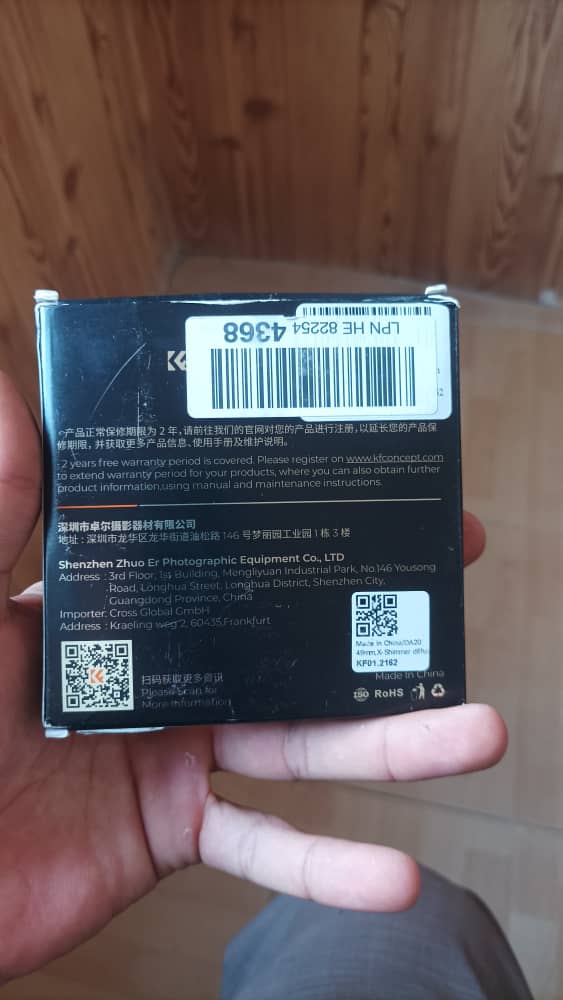 LPN HE 82254 4368
产品正常保修期限为 2 年，请前往我们的官网对您的产品进行注册，以延长您的产品保
修期限，并获取更多产品信息、使用手册及维护说明。
2 years free warranty period is covered. Please register on www.kfconcept.com
to extend warranty period for your products, where you can also obtain further
product information,using manual and maintenance instructions.
深圳市卓尔摄影器材有限公司
地址 : 深圳市龙华区龙华街道油松路 146 号梦丽园工业园 1 栋 3 楼
Shenzhen Zhuo Er Photographic Equipment Co., LTD
Address : 3rd Floor, 1st Building, Mengliyuan Industrial Park, No.146 Yousong
Road, Longhua Street, Longhua District, Shenzhen City,
Guangdong Province, China
Importer: Cross Global GmbH
Address : Kraeling weg 2, 60435,Frankfurt
Made In China/OA20
49mm,X-Shimmer diffu
KF01.2162
扫码获取更多资讯
Please Scan for
More Information
Made In China
ISO RoHS